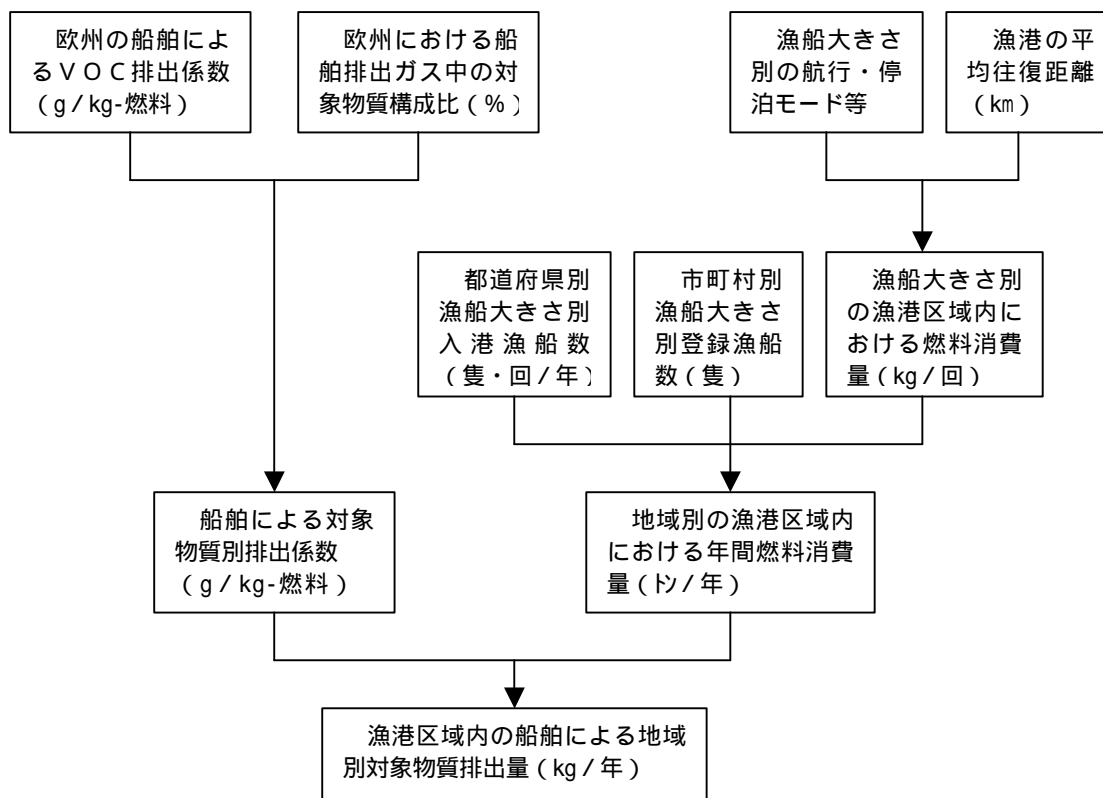 欧州の船舶によ
るVOC排出係数
(g/kg-燃料)
欧州における船
舶排出ガス中の対
象物質構成比(%)
漁船大きさ
別の航行・停
泊モード等
漁港の平
均往復距離
(km)
都道府県別
漁船大きさ別
入港漁船数
(隻・回/年)
市町村別
漁船大きさ
別登録漁船
数(隻)
漁船大きさ別
の漁港区域内に
おける燃料消費
量(kg/回)
船舶による対象
物質別排出係数
(g/kg-燃料)
地域別の漁港区域内
における年間燃料消費
量(トン/年)
漁港区域内の船舶による地域
別対象物質排出量(kg/年)